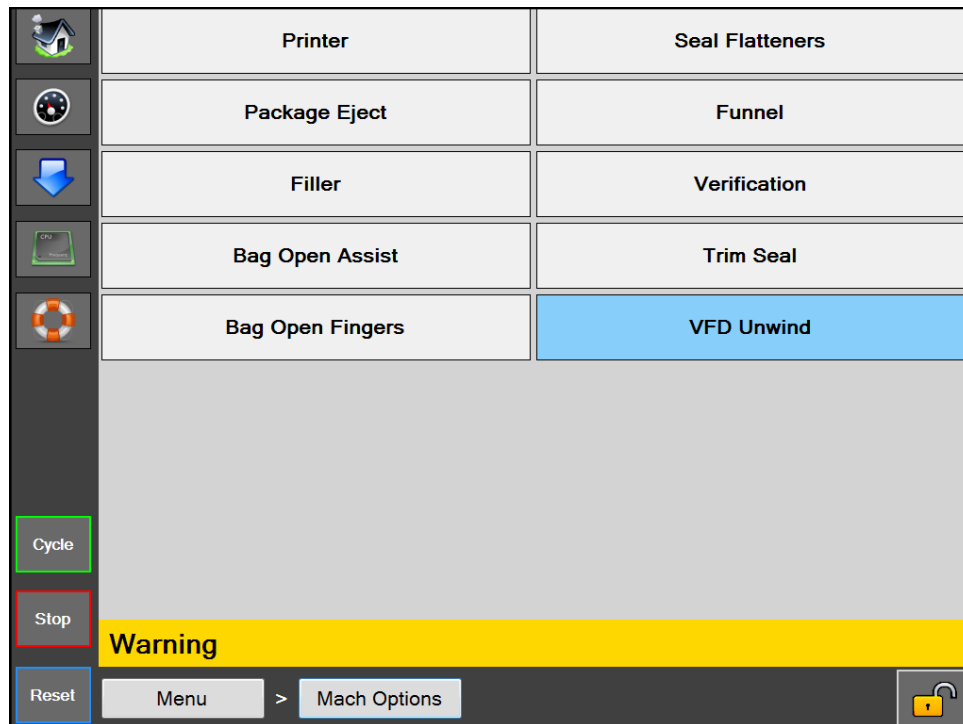 Printer
Seal Flatteners
Package Eject
Funnel
Filler
Verification
CPU
Bag Open Assist
Trim Seal
Bag Open Fingers
VFD Unwind
Cycle
Stop
Warning
Reset
Menu > Mach Options